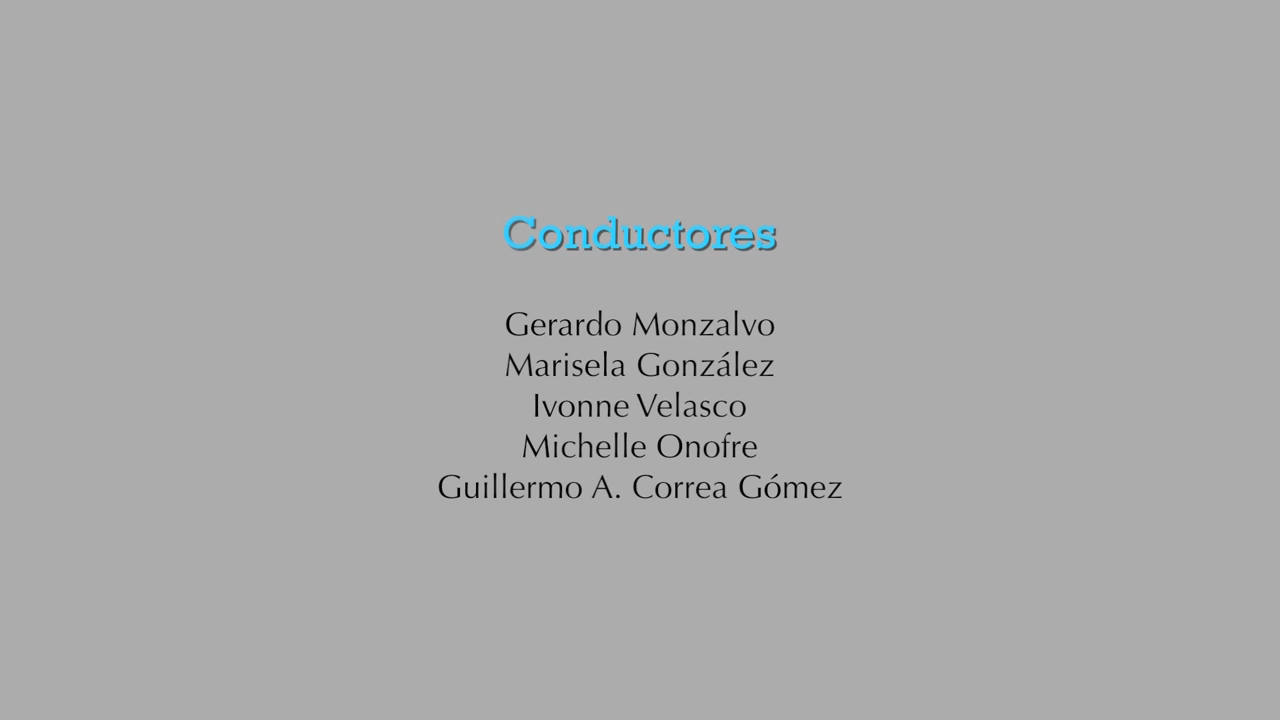 Conductores
Gerardo Monzalvo
Marisela González
Ivonne Velasco
Michelle Onofre
Guillermo A. Correa Gómez